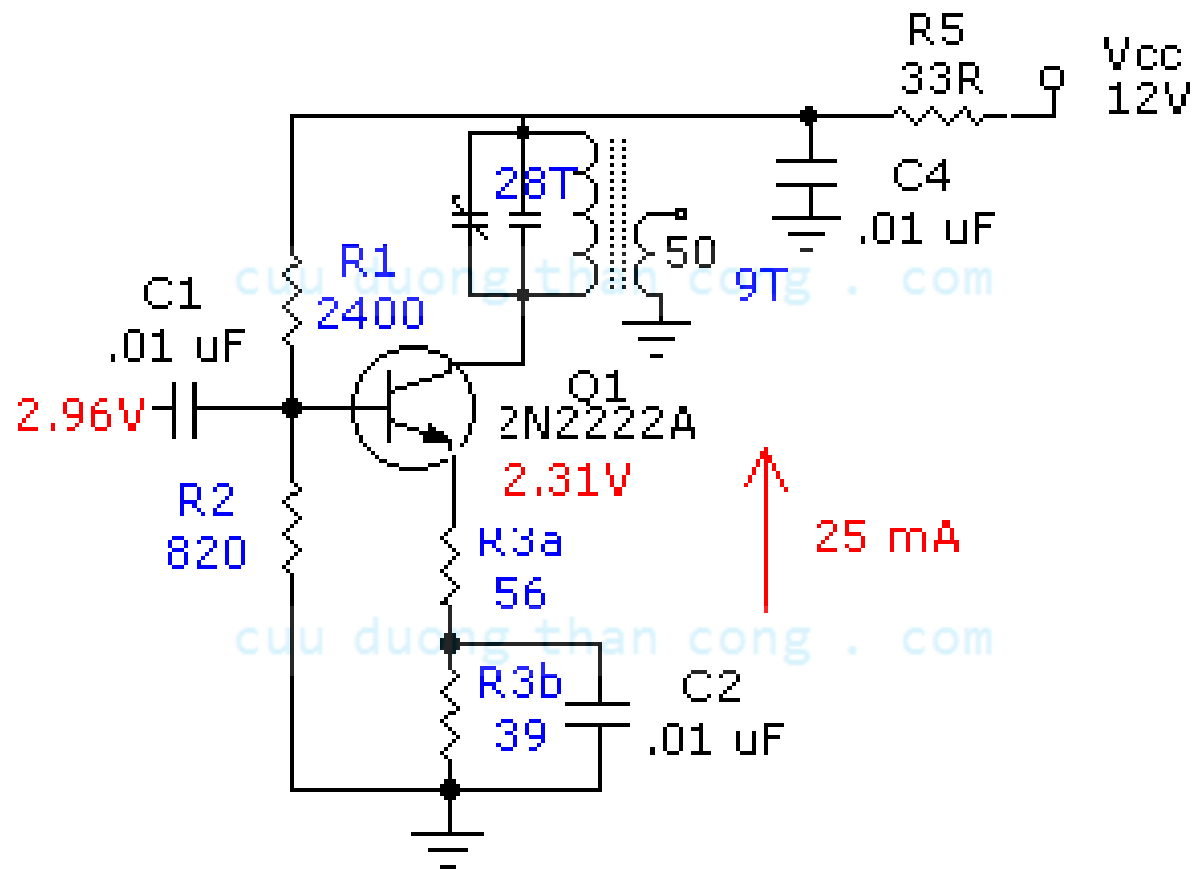 R5
33R
Vcc
12V
28T
C4
.01 uF
50
9T
R1
2400
cuu duong than cong . com
C1
.01 uF
2.96V
Q1
2N2222A
2.31V
R2
820
R3a
56
25 mA
cuu duong than cong . com
R3b
39
C2
.01 uF